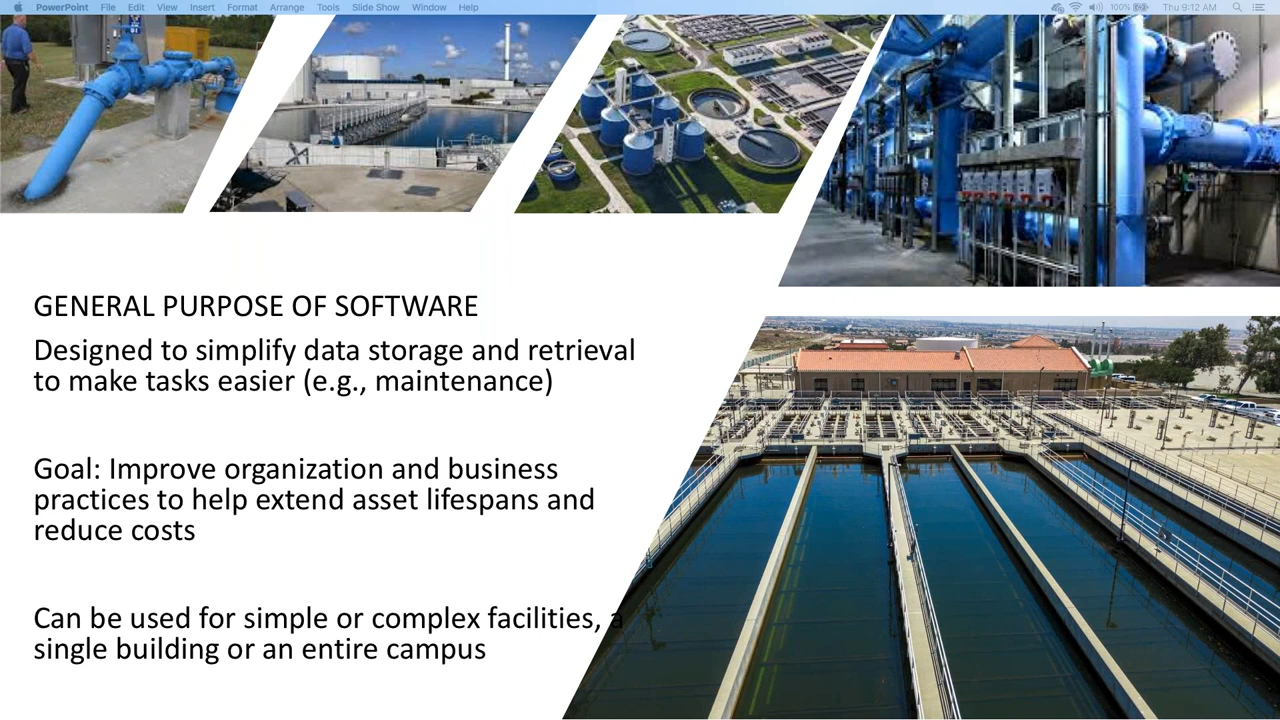 PowerPoint File Edit View Insert Format Arrange Tools Slide Show Window Help 100% Thu 9:12 AM
GENERAL PURPOSE OF SOFTWARE
Designed to simplify data storage and retrieval
to make tasks easier (e.g., maintenance)
Goal: Improve organization and business
practices to help extend asset lifespans and
reduce costs
Can be used for simple or complex facilities, a
single building or an entire campus